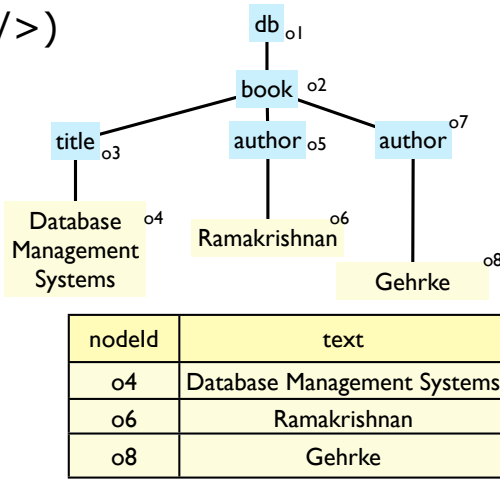 />)
db o1
book o2
title o3
author o5
author o7
Database o4
Management
Systems
Ramakrishnan o6
Gehrke o8
nodeId text
o4 Database Management Systems
o6 Ramakrishnan
o8 Gehrke